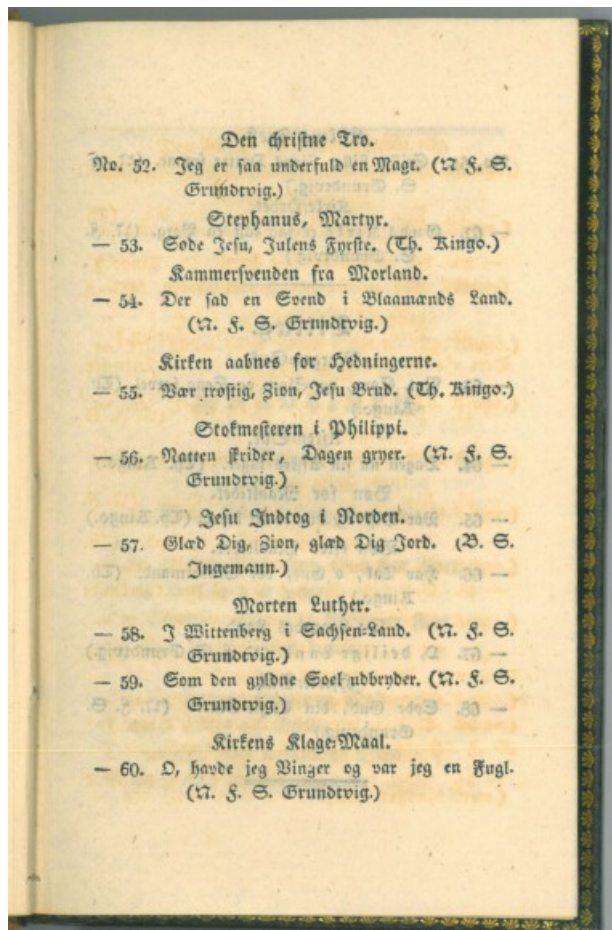 Den christne Tro.
No. 52. Jeg er saa underfuld en Magt. (N F. S.
Grundtvig.)
Stephanus, Martyr.
— 53. Søde Jesu, Julens Fyrste. (Th. Kingo.)
Kammersvenden fra Morland.
— 54. Der sad en Svend i Blaamænds Land.
(N. F. S. Grundtvig.)
Kirken aabnes for Hedningerne.
— 55. Vær trøstig, Zion, Jesu Brud. (Th. Kingo.)
Stokmesteren i Philippi.
— 56. Natten skrider, Dagen gryer. (N. F. S.
Grundtvig.)
Jesu Indtog i Norden.
— 57. Glæd Dig, Zion, glæd Dig Jord. (B. S.
Ingemann.)
Morten Luther.
— 58. I Wittenberg i Sachsen-Land. (N. F. S.
Grundtvig.)
— 59. Som den gyldne Soel udbryder. (N. F. S.
Grundtvig.)
Kirkens Klage-Maal.
— 60. O, havde jeg Vinger og var jeg en Fugl.
(N. F. S. Grundtvig.)